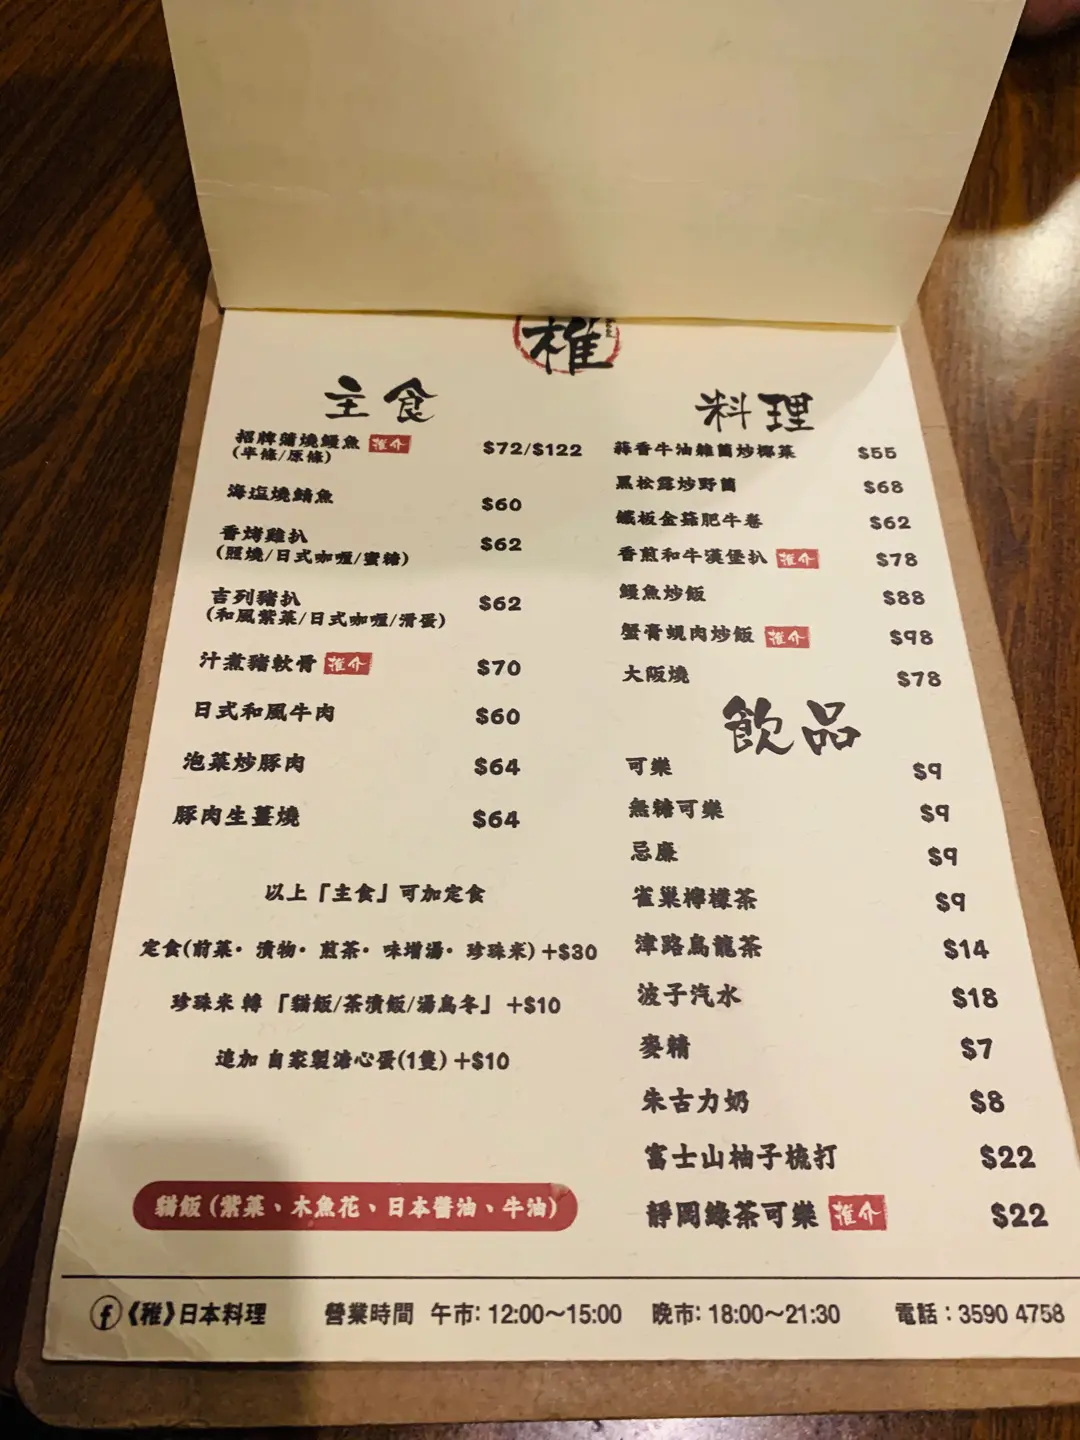 稚
主食
招牌蒲燒鰻魚 推介 $72/$122
(半條/原條)
海塩燒鯖魚 $60
香烤雞扒 $62
(照燒/日式咖喱/蜜糖)
吉列豬扒 $62
(和風紫菜/日式咖喱/滑蛋)
汁煮豬軟骨 推介 $70
日式和風牛肉 $60
泡菜炒豚肉 $64
豚肉生薑燒 $64
以上「主食」可加定食
定食(前菜・漬物・煎茶・味增湯・珍珠米)+$30
珍珠米 轉 「貓飯/茶漬飯/湯烏冬」 +$10
追加 自家製溏心蛋(1隻)+$10
貓飯 (紫菜、木魚花、日本醬油、牛油)
料理
蒜香牛油雜菌炒椰菜 $55
黑松露炒野菌 $68
鐵板金菇肥牛卷 $62
香煎和牛漢堡扒 推介 $78
鰻魚炒飯 $88
蟹膏蜆肉炒飯 推介 $98
大阪燒 $78
飲品
可樂 $9
無糖可樂 $9
忌廉 $9
雀巢檸檬茶 $9
津路烏龍茶 $14
波子汽水 $18
麥精 $7
朱古力奶 $8
富士山柚子梳打 $22
靜岡綠茶可樂 推介 $22
f《稚》日本料理 營業時間 午市: 12:00～15:00 晚市: 18:00～21:30 電話：3590 4758